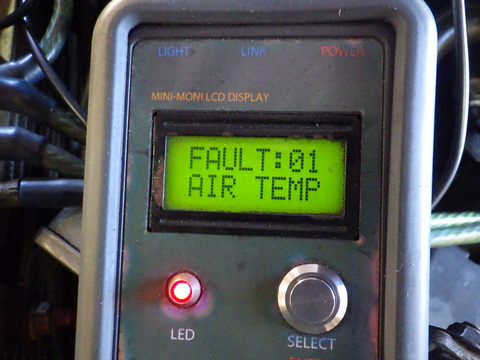 LIGHT LINK POWER
MINI-MONI LCD DISPLAY
FAULT:01
AIR TEMP
LED
SELECT